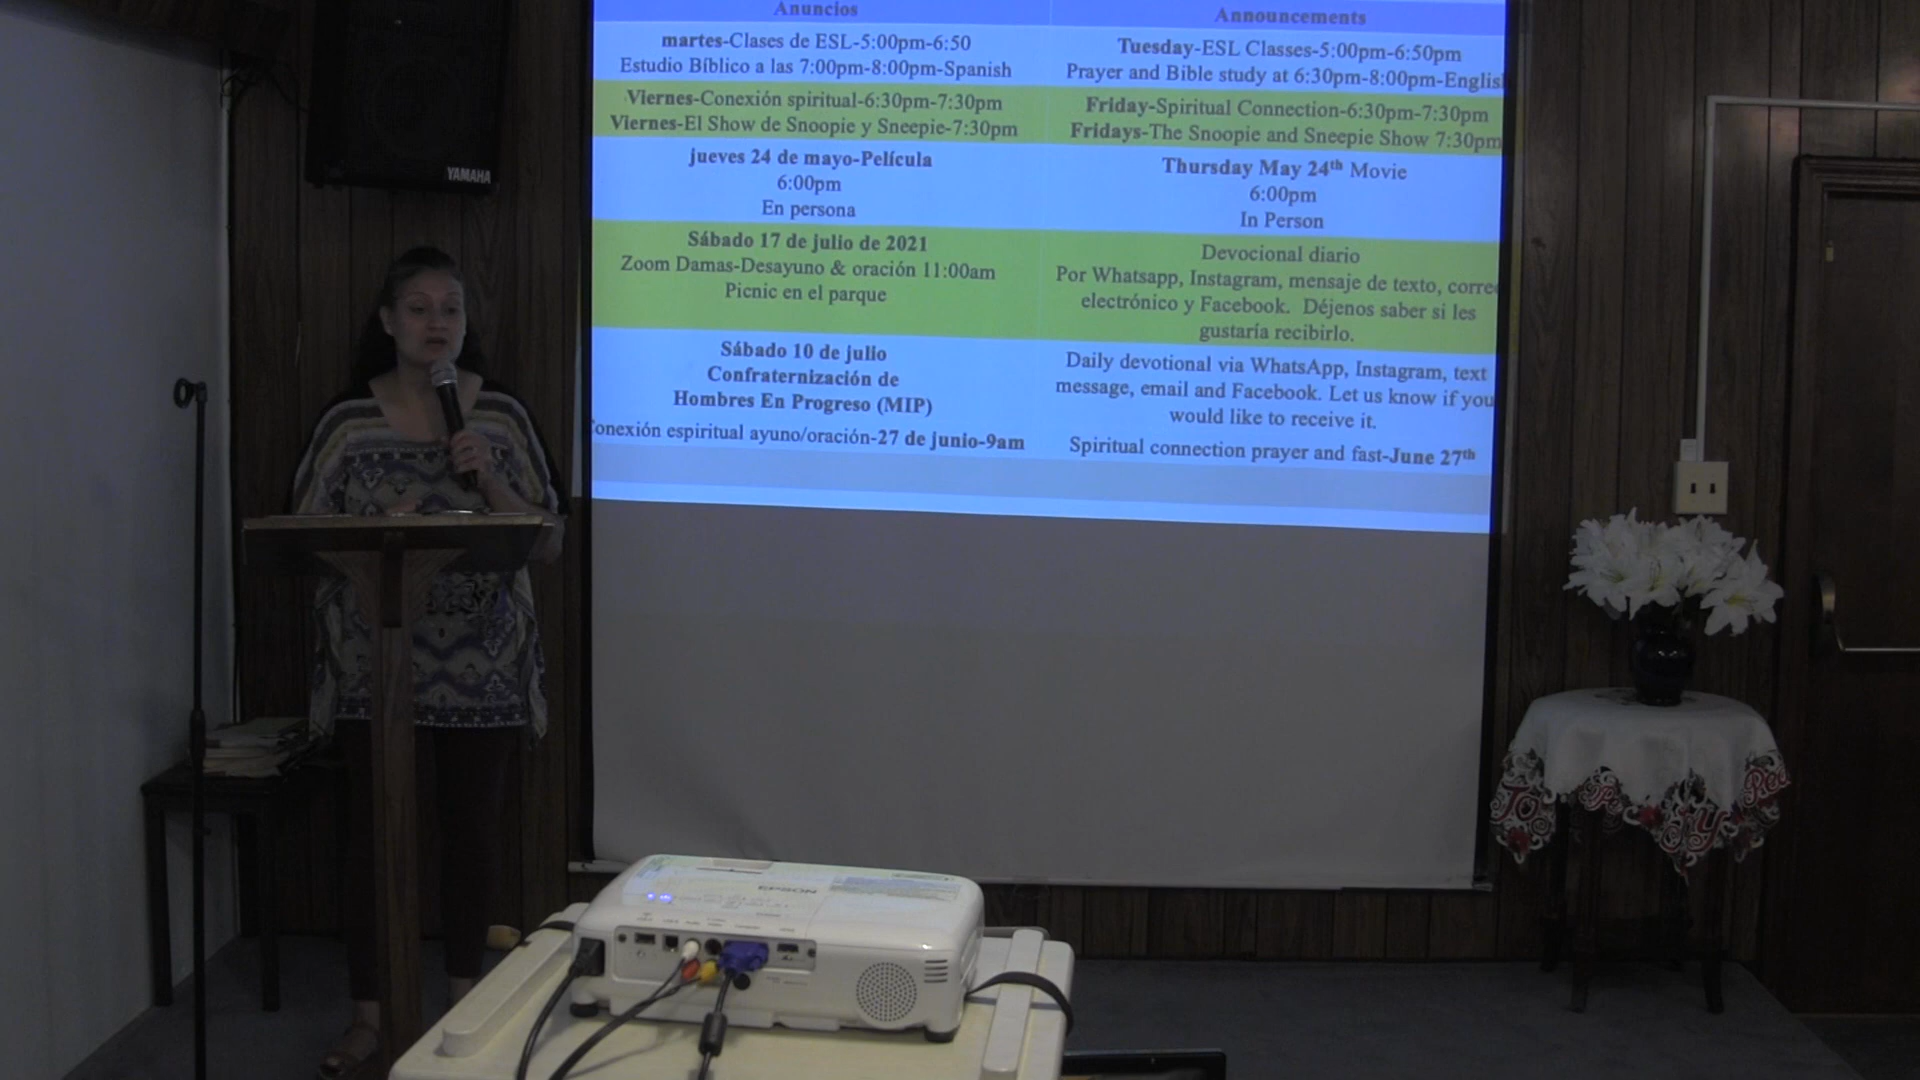 Anuncios
martes-Clases de ESL-5:00pm-6:50
Estudio Bíblico a las 7:00pm-8:00pm-Spanish
Viernes-Conexión spiritual-6:30pm-7:30pm
Viernes-El Show de Snoopie y Sneepie-7:30pm
jueves 24 de mayo-Película
6:00pm
En persona
Sábado 17 de julio de 2021
Zoom Damas-Desayuno & oración 11:00am
Picnic en el parque
Sábado 10 de julio
Confraternización de
Hombres En Progreso (MIP)
onexión espiritual ayuno/oración-27 de junio-9am
Announcements
Tuesday-ESL Classes-5:00pm-6:50pm
Prayer and Bible study at 6:30pm-8:00pm-Englis
Friday-Spiritual Connection-6:30pm-7:30pm
Fridays-The Snoopie and Sneepie Show 7:30pm
Thursday May 24th Movie
6:00pm
In Person
Devocional diario
Por Whatsapp, Instagram, mensaje de texto, corre
electrónico y Facebook. Déjenos saber si les
gustaría recibirlo.
Daily devotional via WhatsApp, Instagram, text
message, email and Facebook. Let us know if you
would like to receive it.
Spiritual connection prayer and fast-June 27th
YAMAHA
EPSON